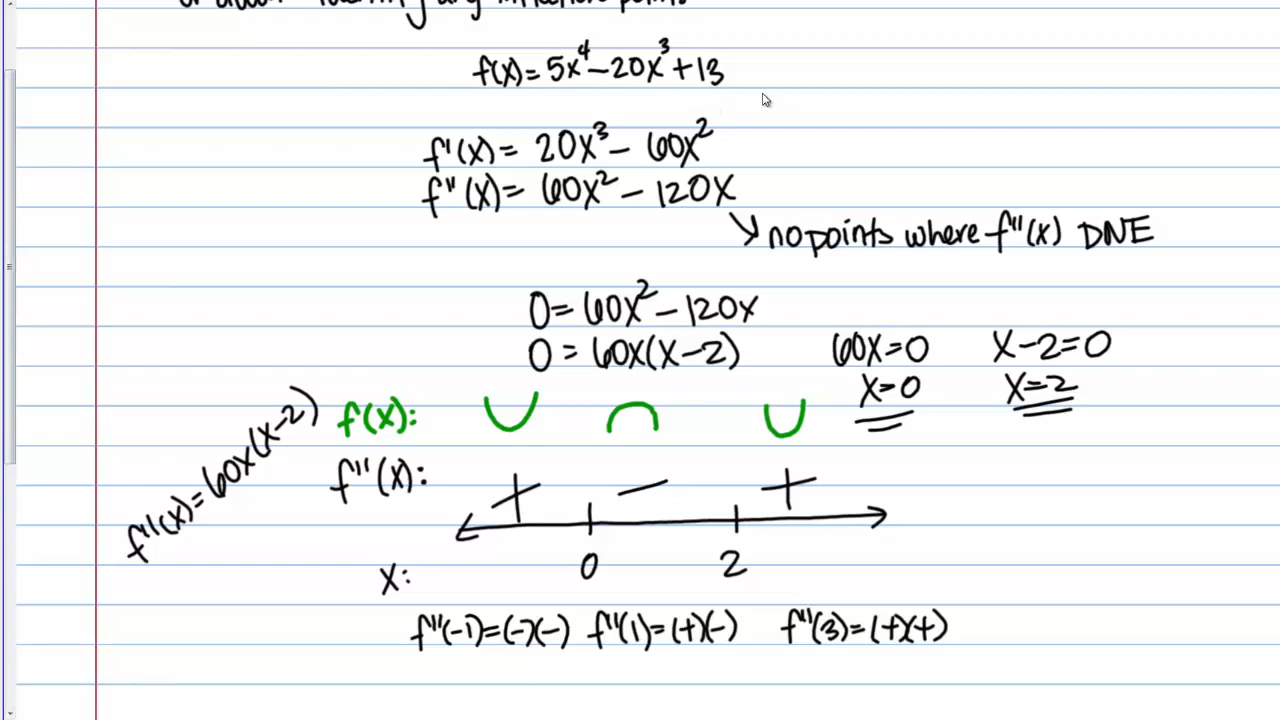 f(x) = 5x⁴ − 20x³ + 13
f'(x) = 20x³ − 60x²
f''(x) = 60x² − 120x
↘ no points where f''(x) DNE
0 = 60x² − 120x
0 = 60x(x−2) 60x=0 x−2=0
x=0 x=2
f(x): ∪ ∩ ∪
f''(x)=60x(x−2)
f''(x): + − +
x: 0 2
f''(-1)=(-)(-) f''(1)=(+)(-) f''(3)=(+)(+)